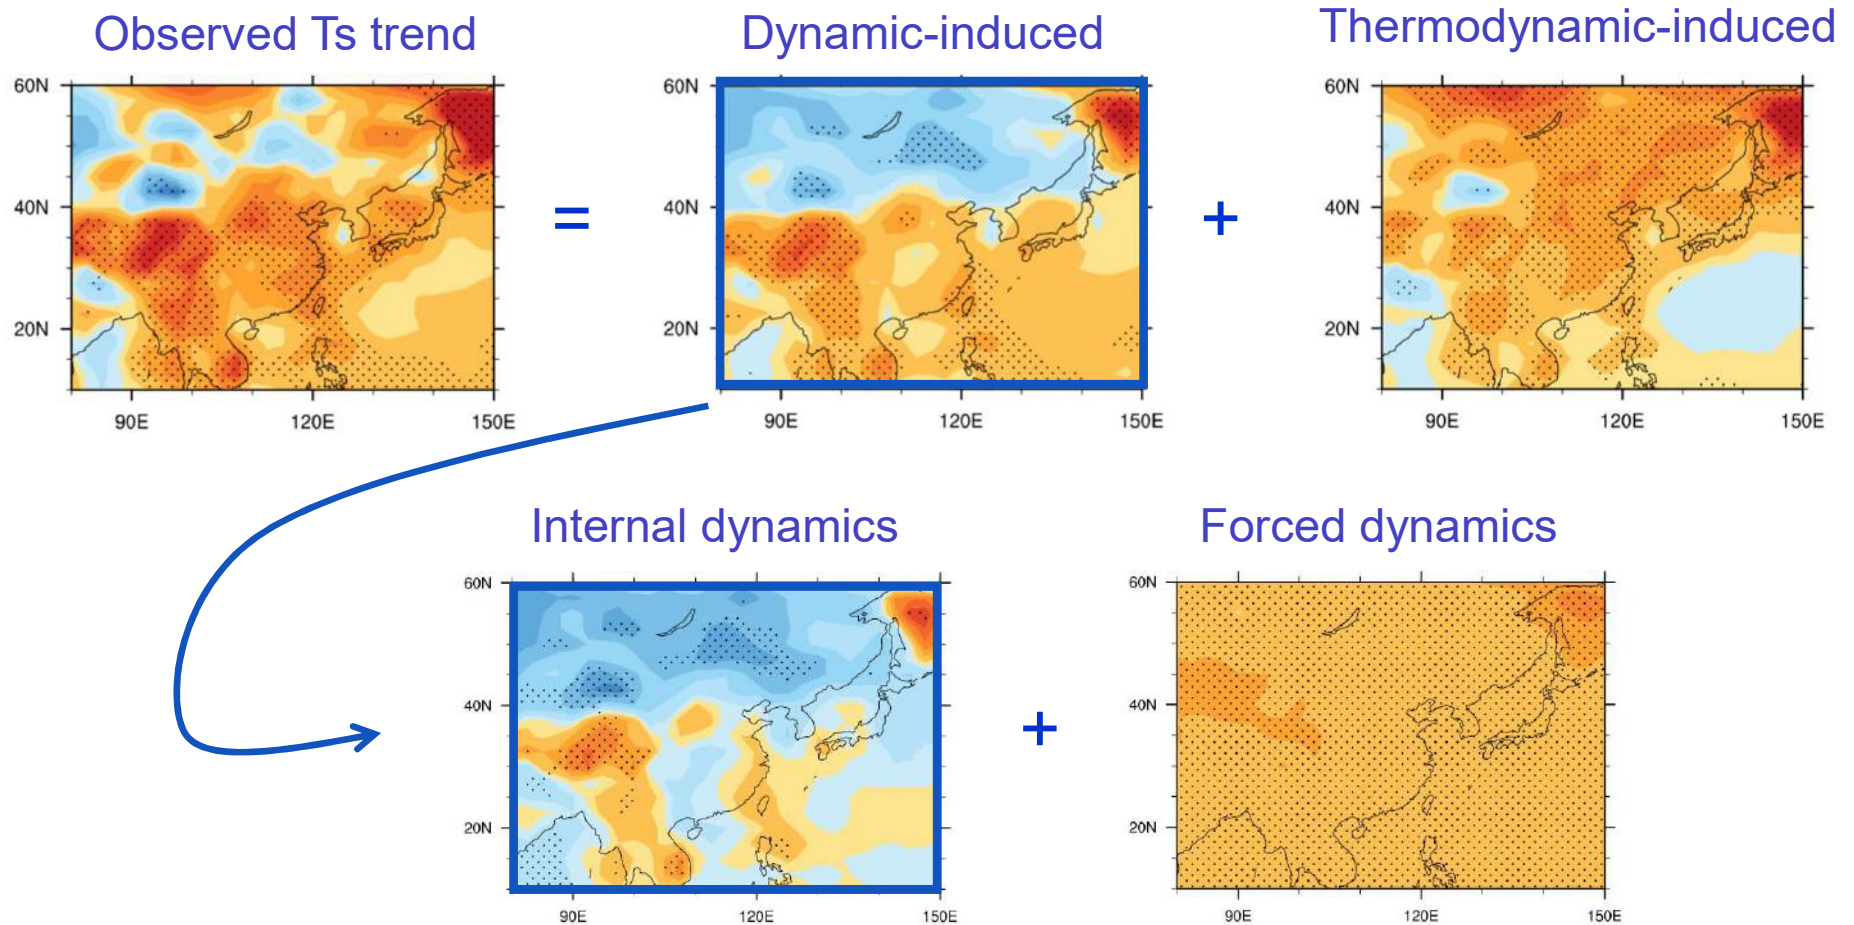 Observed Ts trend
Dynamic-induced
Thermodynamic-induced
60N
40N
20N
90E
120E
150E
=
60N
40N
20N
90E
120E
150E
+
60N
40N
20N
90E
120E
150E
Internal dynamics
Forced dynamics
60N
40N
20N
90E
120E
150E
+
60N
40N
20N
90E
120E
150E